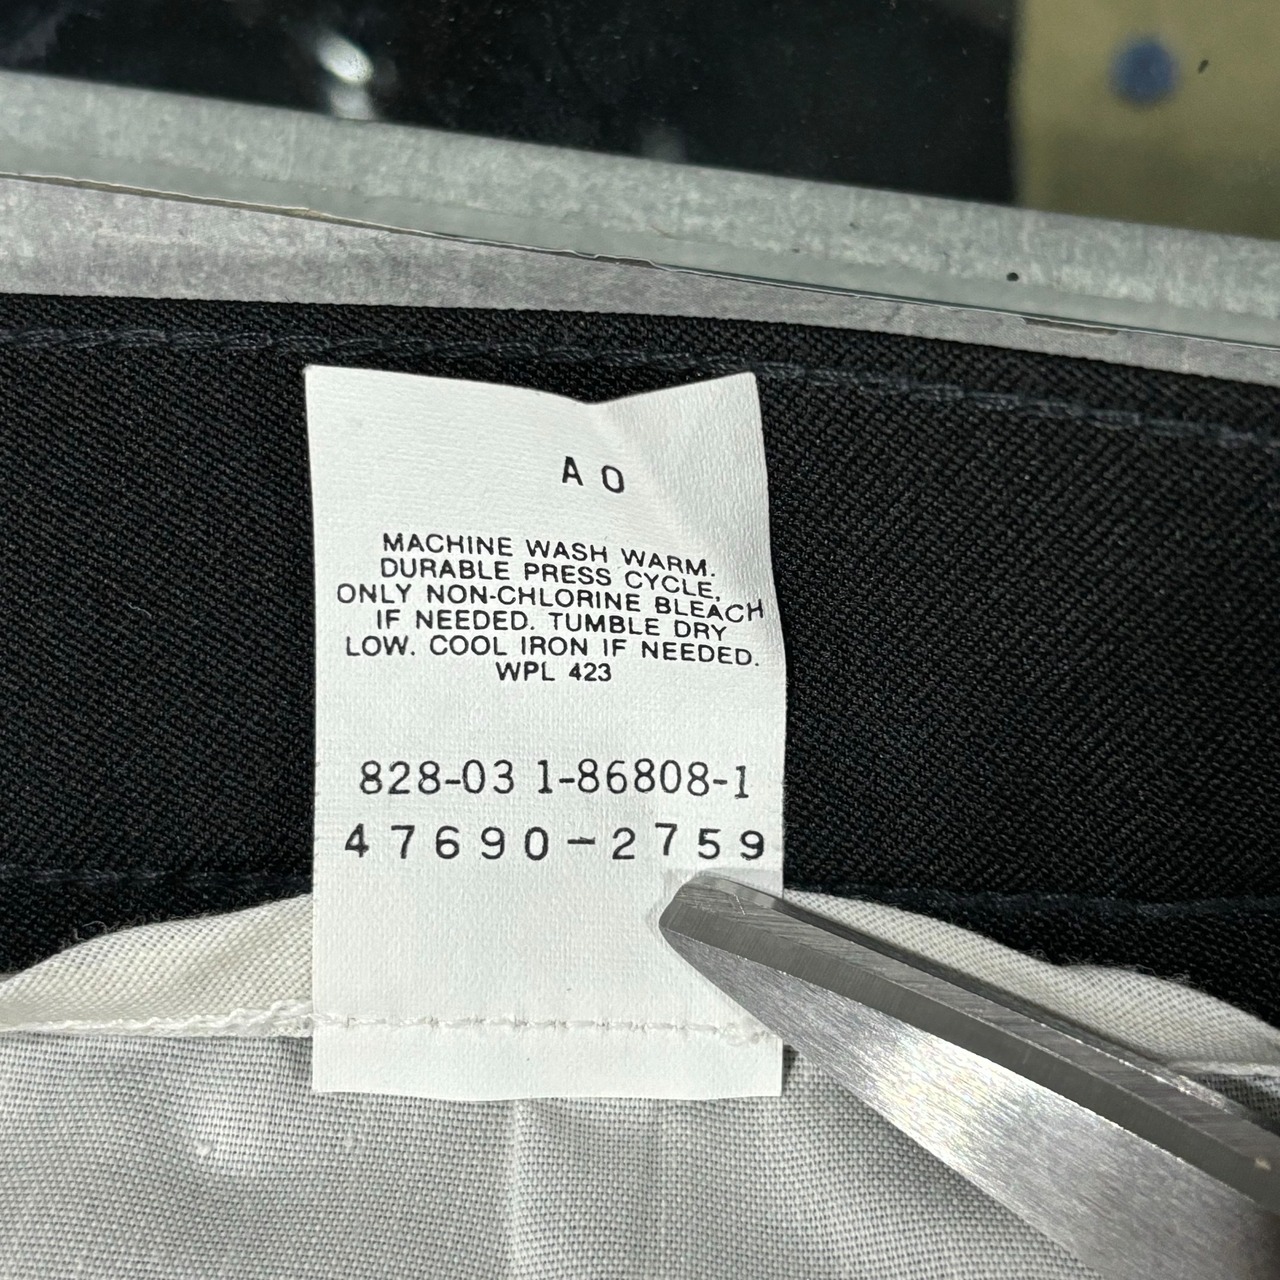 A O
MACHINE WASH WARM.
DURABLE PRESS CYCLE,
ONLY NON-CHLORINE BLEACH
IF NEEDED. TUMBLE DRY
LOW. COOL IRON IF NEEDED.
WPL 423
828-03 1-86808-1
47690-2759